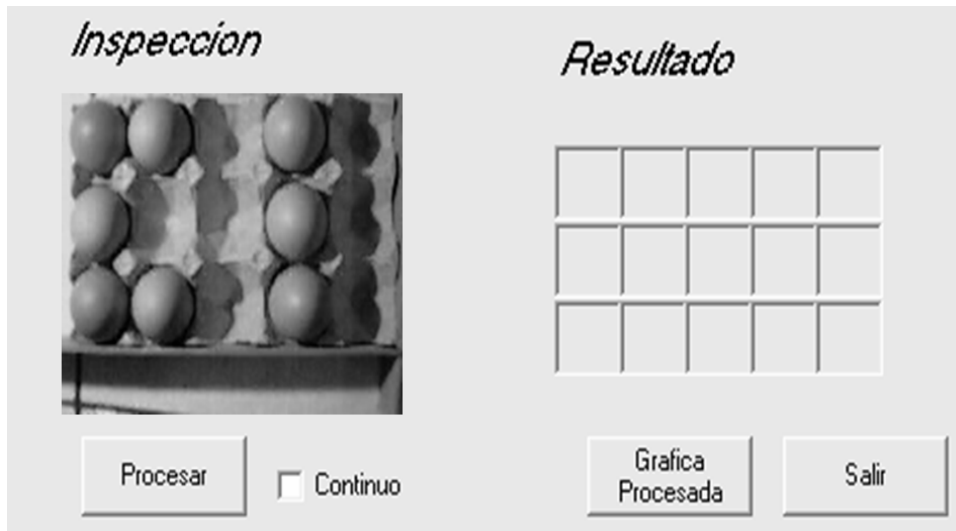 Inspeccion
Resultado
Procesar
Continuo
Grafica
Procesada
Salir